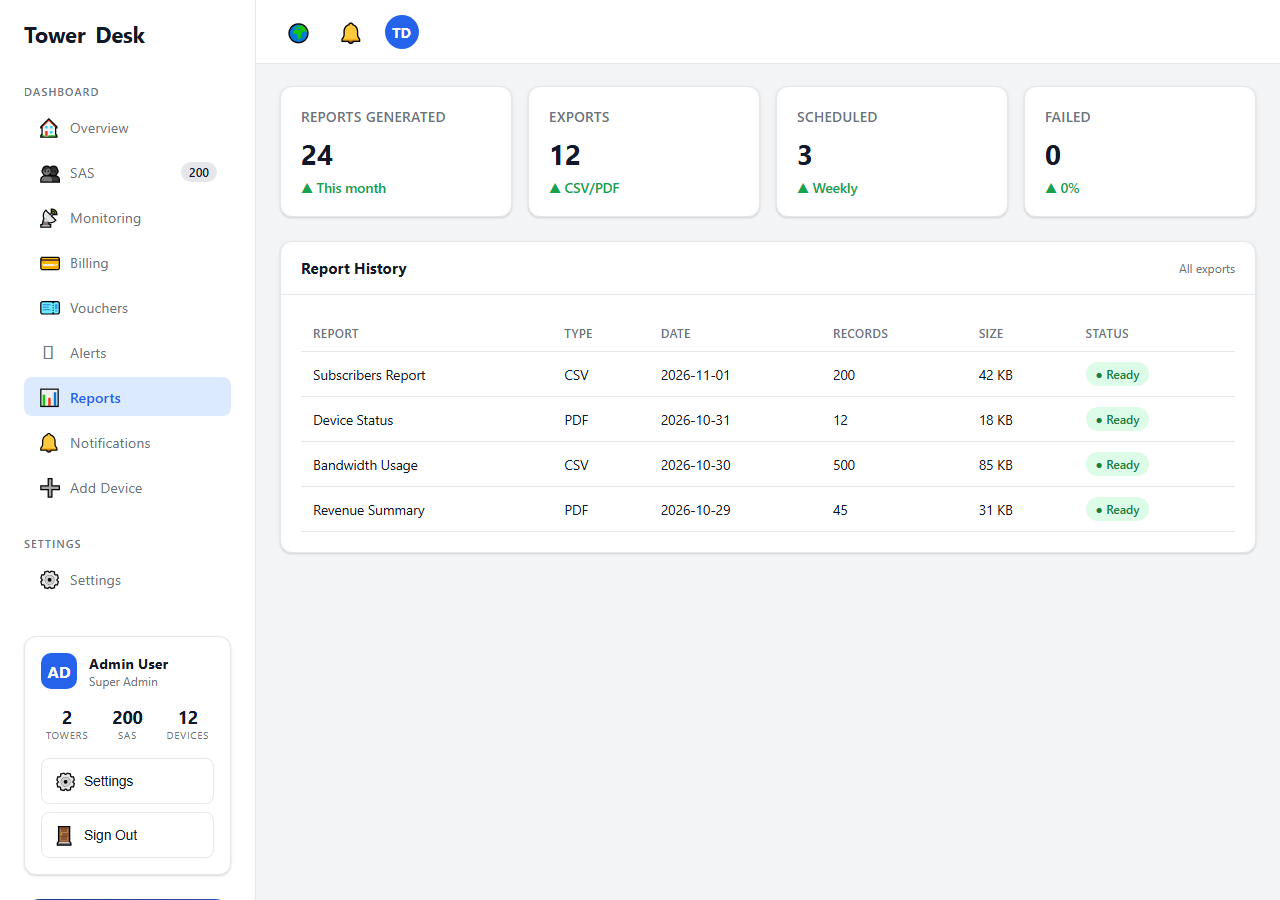 Tower Desk
DASHBOARD
Overview
SAS 200
Monitoring
Billing
Vouchers
Alerts
Reports
Notifications
Add Device
SETTINGS
Settings
AD Admin User
Super Admin
2 200 12
TOWERS SAS DEVICES
Settings
Sign Out
TD
REPORTS GENERATED
24
▲ This month
EXPORTS
12
▲ CSV/PDF
SCHEDULED
3
▲ Weekly
FAILED
0
▲ 0%
Report History All exports
REPORT TYPE DATE RECORDS SIZE STATUS
Subscribers Report CSV 2026-11-01 200 42 KB ● Ready
Device Status PDF 2026-10-31 12 18 KB ● Ready
Bandwidth Usage CSV 2026-10-30 500 85 KB ● Ready
Revenue Summary PDF 2026-10-29 45 31 KB ● Ready